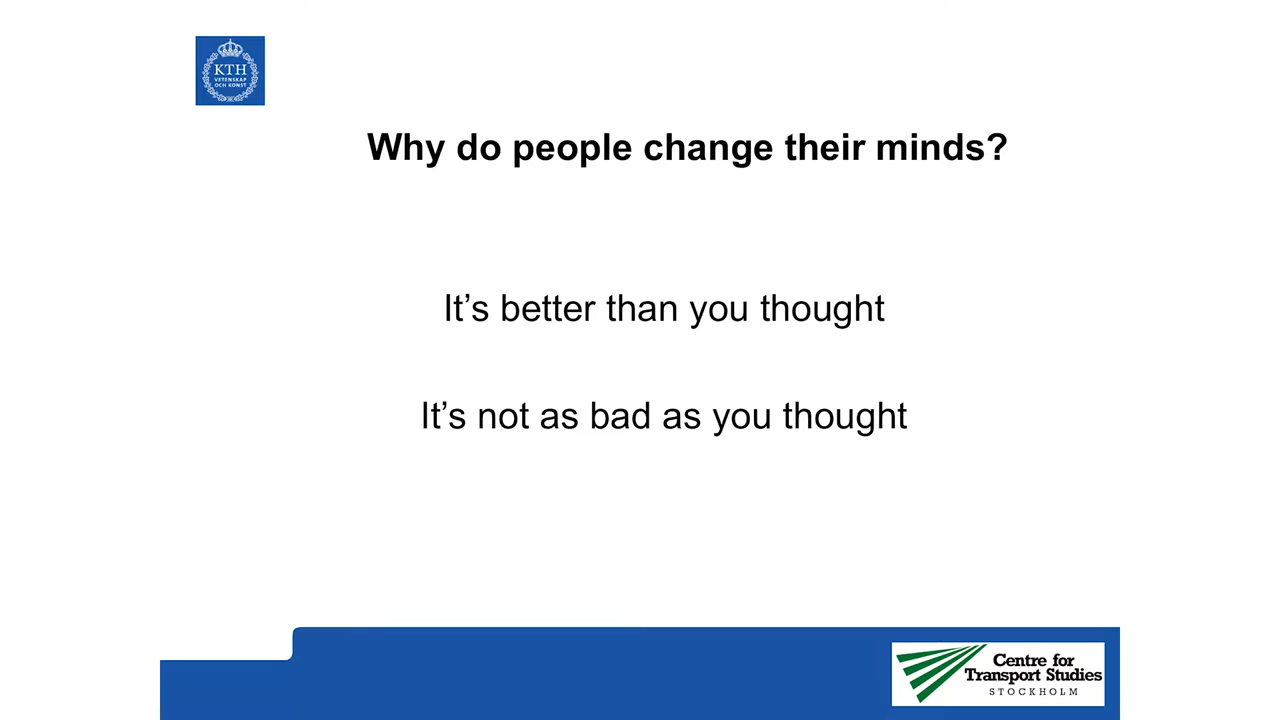 KTH
VETENSKAP
OCH KONST
Why do people change their minds?
It's better than you thought
It's not as bad as you thought
Centre for
Transport Studies
STOCKHOLM